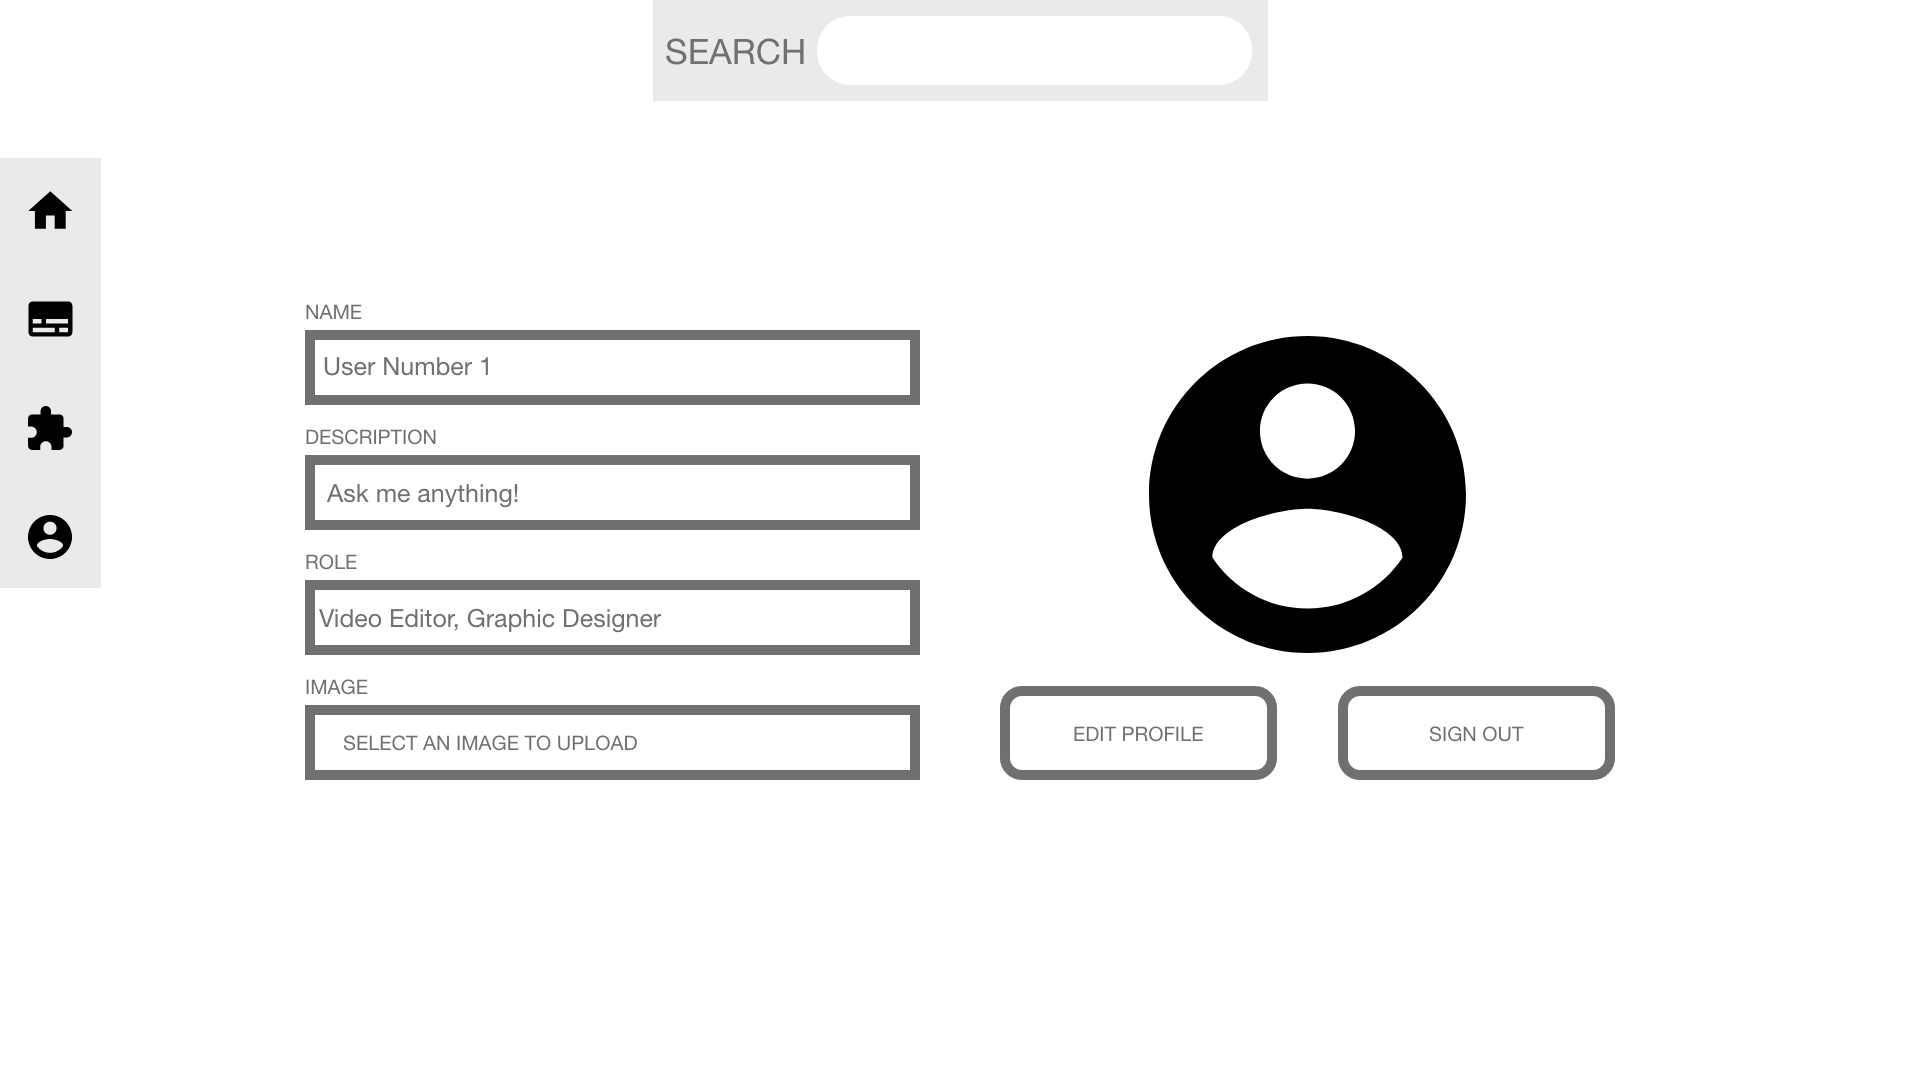 SEARCH
NAME
User Number 1
DESCRIPTION
Ask me anything!
ROLE
Video Editor, Graphic Designer
IMAGE
SELECT AN IMAGE TO UPLOAD
EDIT PROFILE
SIGN OUT